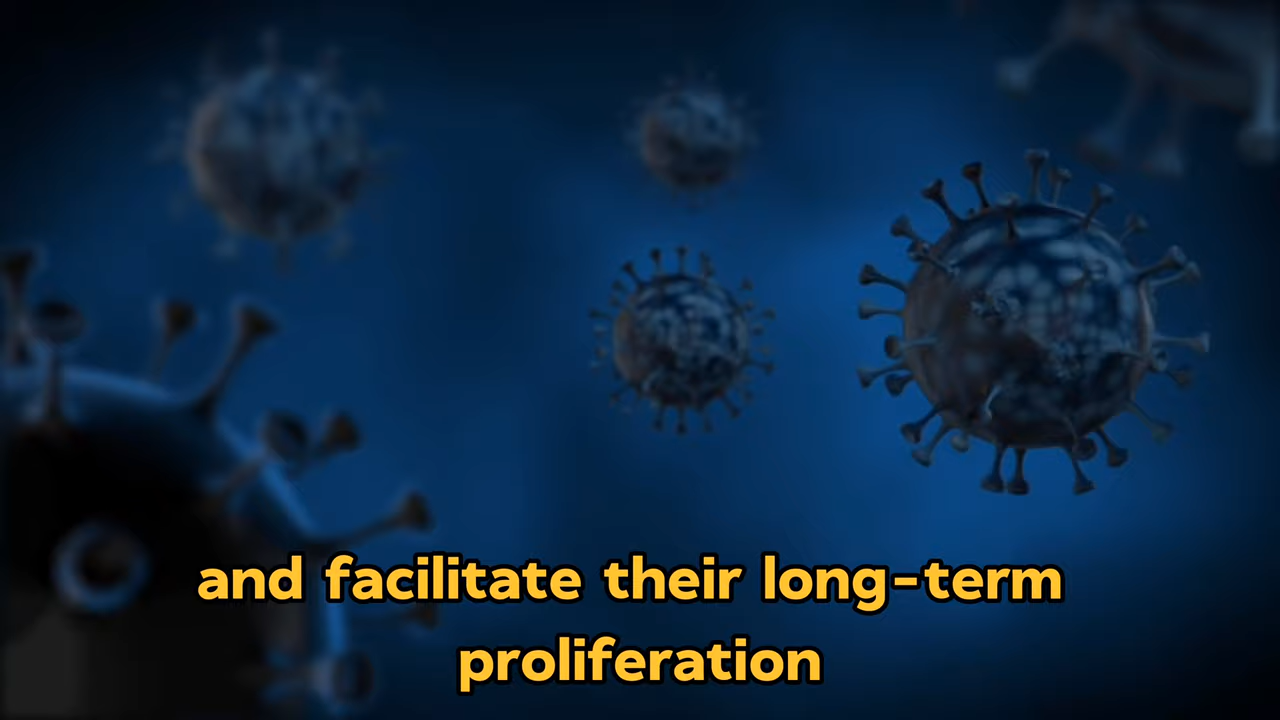 and facilitate their long-term
proliferation